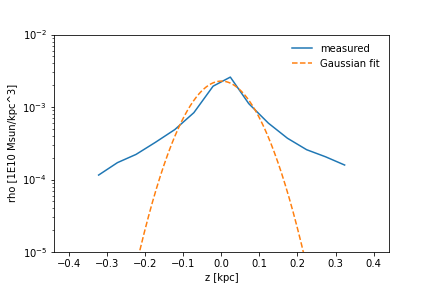 10^{-2}
10^{-3}
10^{-4}
10^{-5}
rho [1E10 Msun/kpc^3]
measured
Gaussian fit
−0.4 −0.3 −0.2 −0.1 0.0 0.1 0.2 0.3 0.4
z [kpc]